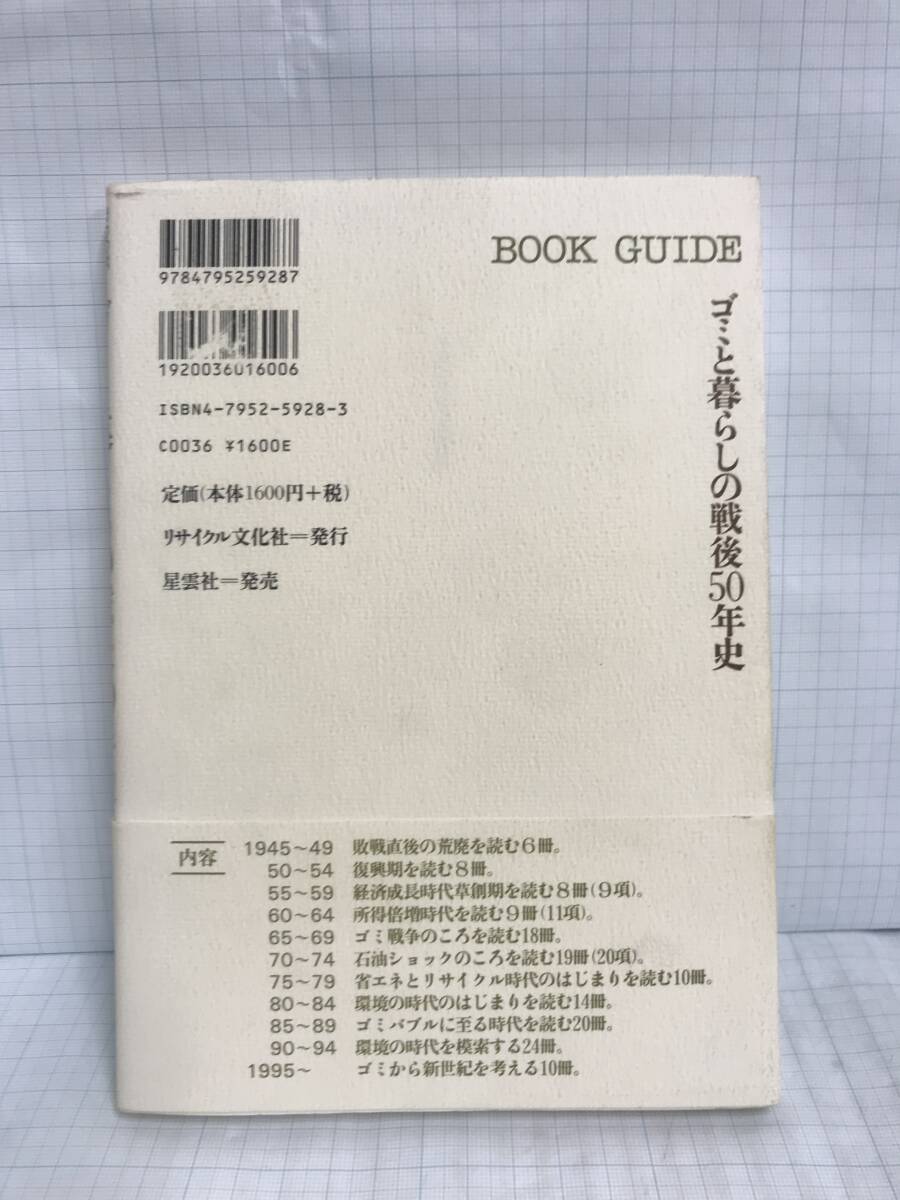 9784795259287
1920036016006
ISBN4-7952-5928-3
C0036 ¥1600E
定価(本体1600円+税)
リサイクル文化社=発行
星雲社=発売
BOOK GUIDE
ゴミと暮らしの戦後50年史
内容
1945~49 敗戦直後の荒廃を読む6冊。
50~54 復興期を読む8冊。
55~59 経済成長時代草創期を読む8冊(9項)。
60~64 所得倍増時代を読む9冊(11項)。
65~69 ゴミ戦争のころを読む18冊。
70~74 石油ショックのころを読む19冊(20項)。
75~79 省エネとリサイクル時代のはじまりを読む10冊。
80~84 環境の時代のはじまりを読む14冊。
85~89 ゴミバブルに至る時代を読む20冊。
90~94 環境の時代を模索する24冊。
1995~ ゴミから新世紀を考える10冊。